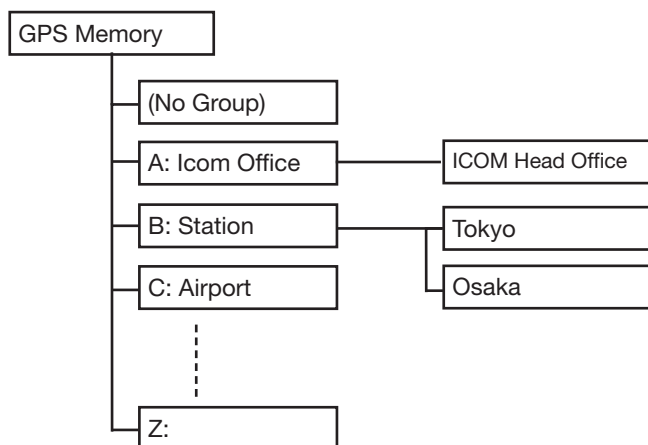 GPS Memory
(No Group)
A: Icom Office
ICOM Head Office
B: Station
Tokyo
C: Airport
Osaka
Z: